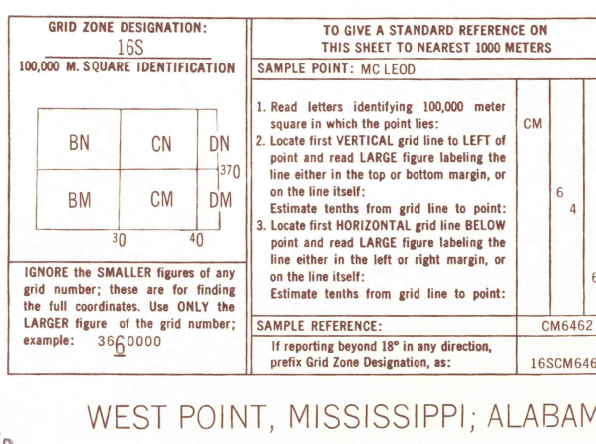 GRID ZONE DESIGNATION:
16S
100,000 M. SQUARE IDENTIFICATION
BN CN DN
370
BM CM DM
30 40
IGNORE the SMALLER figures of any
grid number; these are for finding
the full coordinates. Use ONLY the
LARGER figure of the grid number;
example: 3660000
TO GIVE A STANDARD REFERENCE ON
THIS SHEET TO NEAREST 1000 METERS
SAMPLE POINT: MC LEOD
1. Read letters identifying 100,000 meter
square in which the point lies:
CM
2. Locate first VERTICAL grid line to LEFT of
point and read LARGE figure labeling the
line either in the top or bottom margin, or
on the line itself:
6
Estimate tenths from grid line to point:
4
3. Locate first HORIZONTAL grid line BELOW
point and read LARGE figure labeling the
line either in the left or right margin, or
on the line itself:
6
Estimate tenths from grid line to point:
SAMPLE REFERENCE: CM6462
If reporting beyond 18° in any direction,
prefix Grid Zone Designation, as:
16SCM646
WEST POINT, MISSISSIPPI; ALABAM